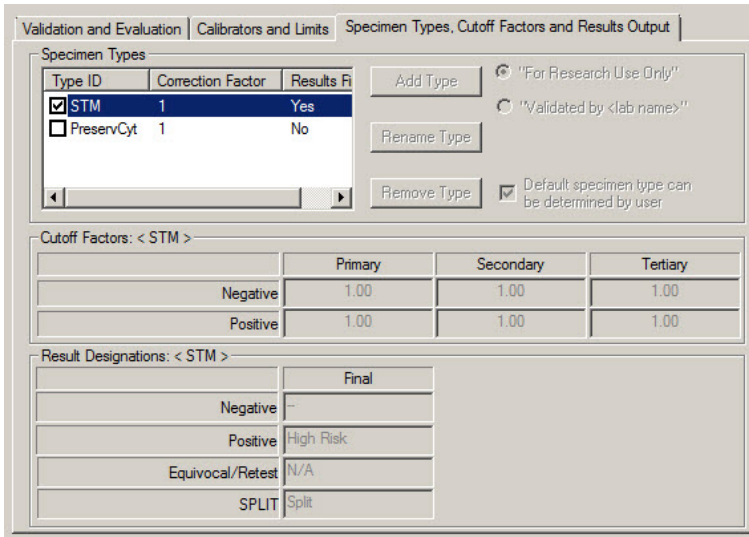 Validation and Evaluation Calibrators and Limits Specimen Types, Cutoff Factors and Results Output
Specimen Types
Type ID Correction Factor Results Fi
STM 1 Yes
PreservCyt 1 No
Add Type
Rename Type
Remove Type
"For Research Use Only"
"Validated by <lab name>"
Default specimen type can
be determined by user
Cutoff Factors: < STM >
Primary Secondary Tertiary
Negative 1.00 1.00 1.00
Positive 1.00 1.00 1.00
Result Designations: < STM >
Final
Negative -
Positive High Risk
Equivocal/Retest N/A
SPLIT Split